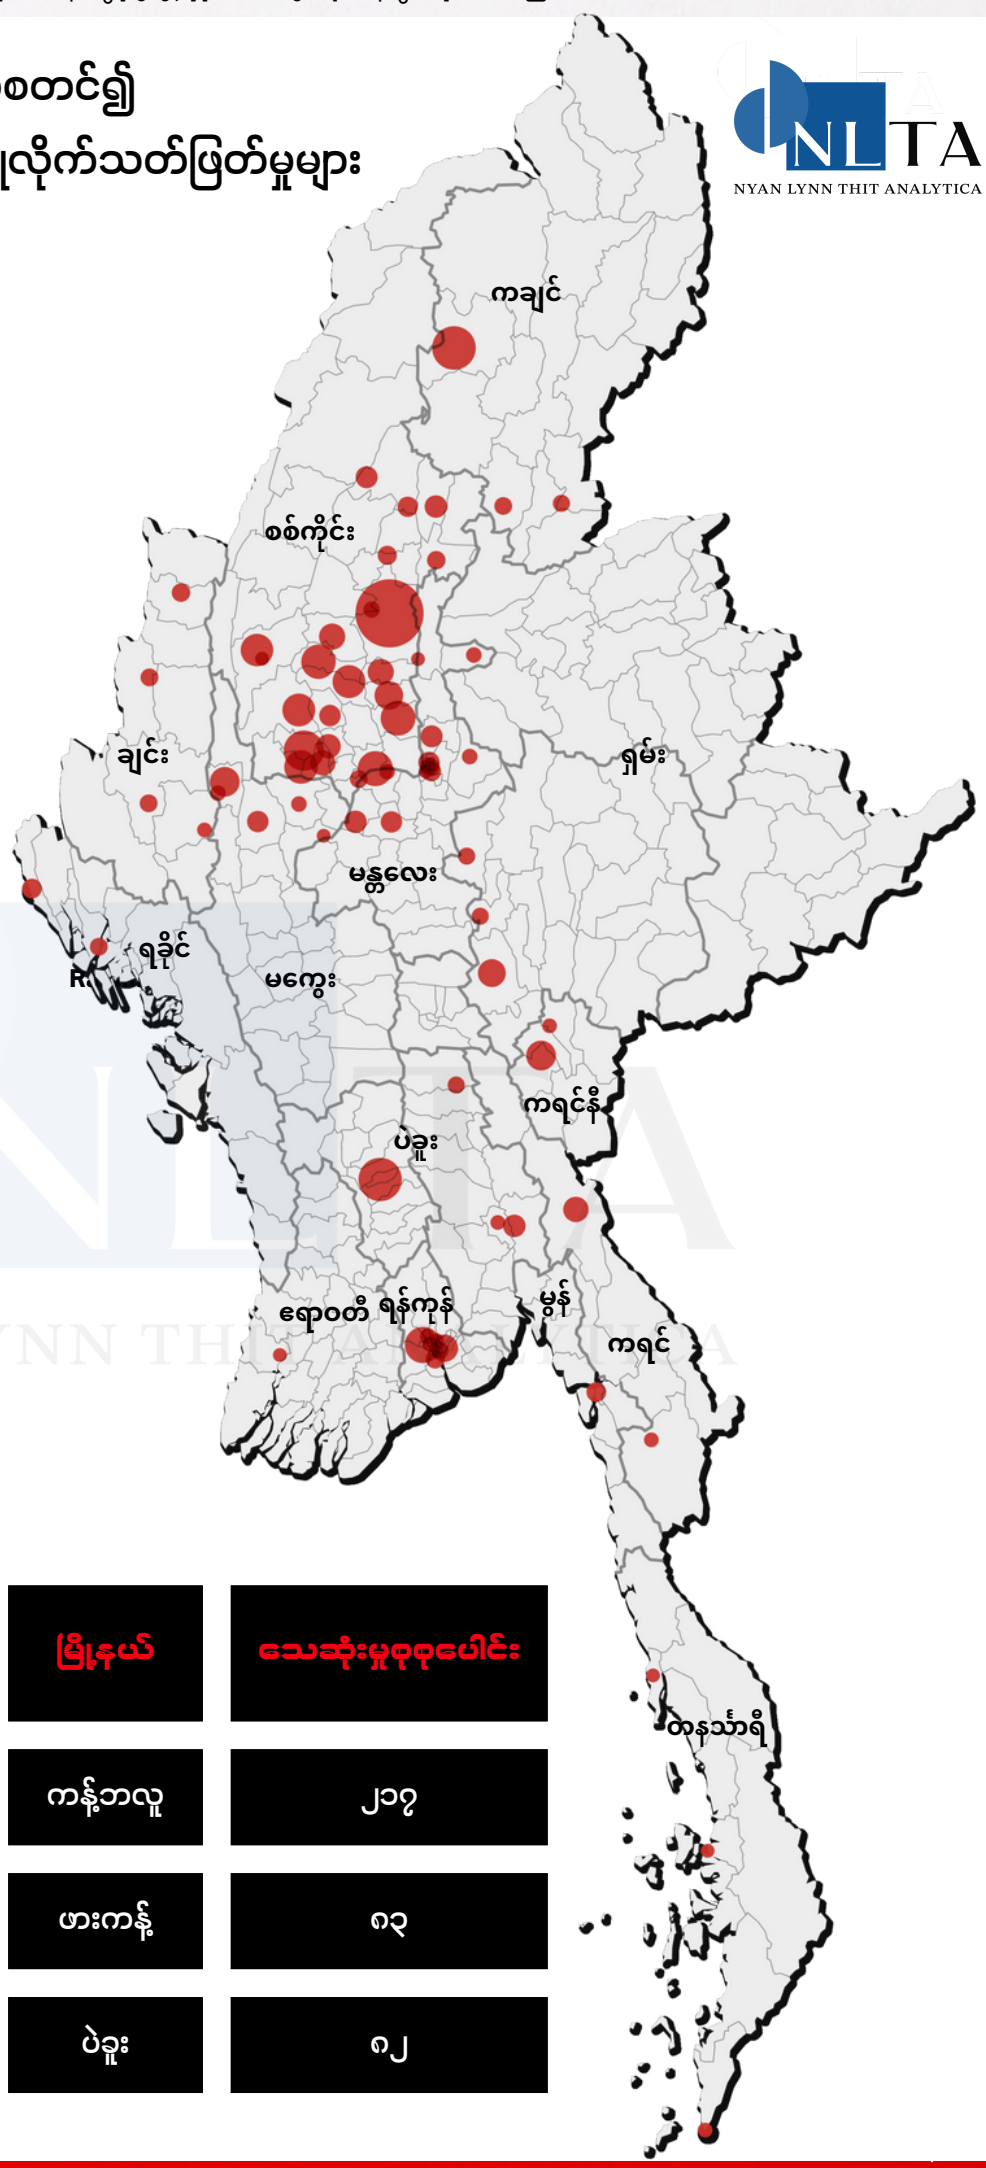 စတင်၍
လိုက်သတ်ဖြတ်မှုများ
NLTA
NYAN LYNN THIT ANALYTICA
ကချင်
စစ်ကိုင်း
ချင်း
ရှမ်း
မန္တလေး
ရခိုင်
မကွေး
ကရင်နီ
ပဲခူး
ဧရာဝတီ
ရန်ကုန်
မွန်
ကရင်
တနင်္သာရီ
မြို့နယ် သေဆုံးမှုစုစုပေါင်း
ကန့်ဘလူ ၂၁၇
ဖားကန့် ၈၃
ပဲခူး ၈၂